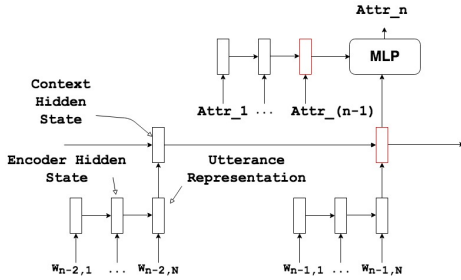 Attr_n
MLP
Attr_1 ... Attr_(n-1)
Context
Hidden
State
Encoder Hidden
State
Utterance
Representation
Wn-2,1 ... Wn-2,N
Wn-1,1 ... Wn-1,N